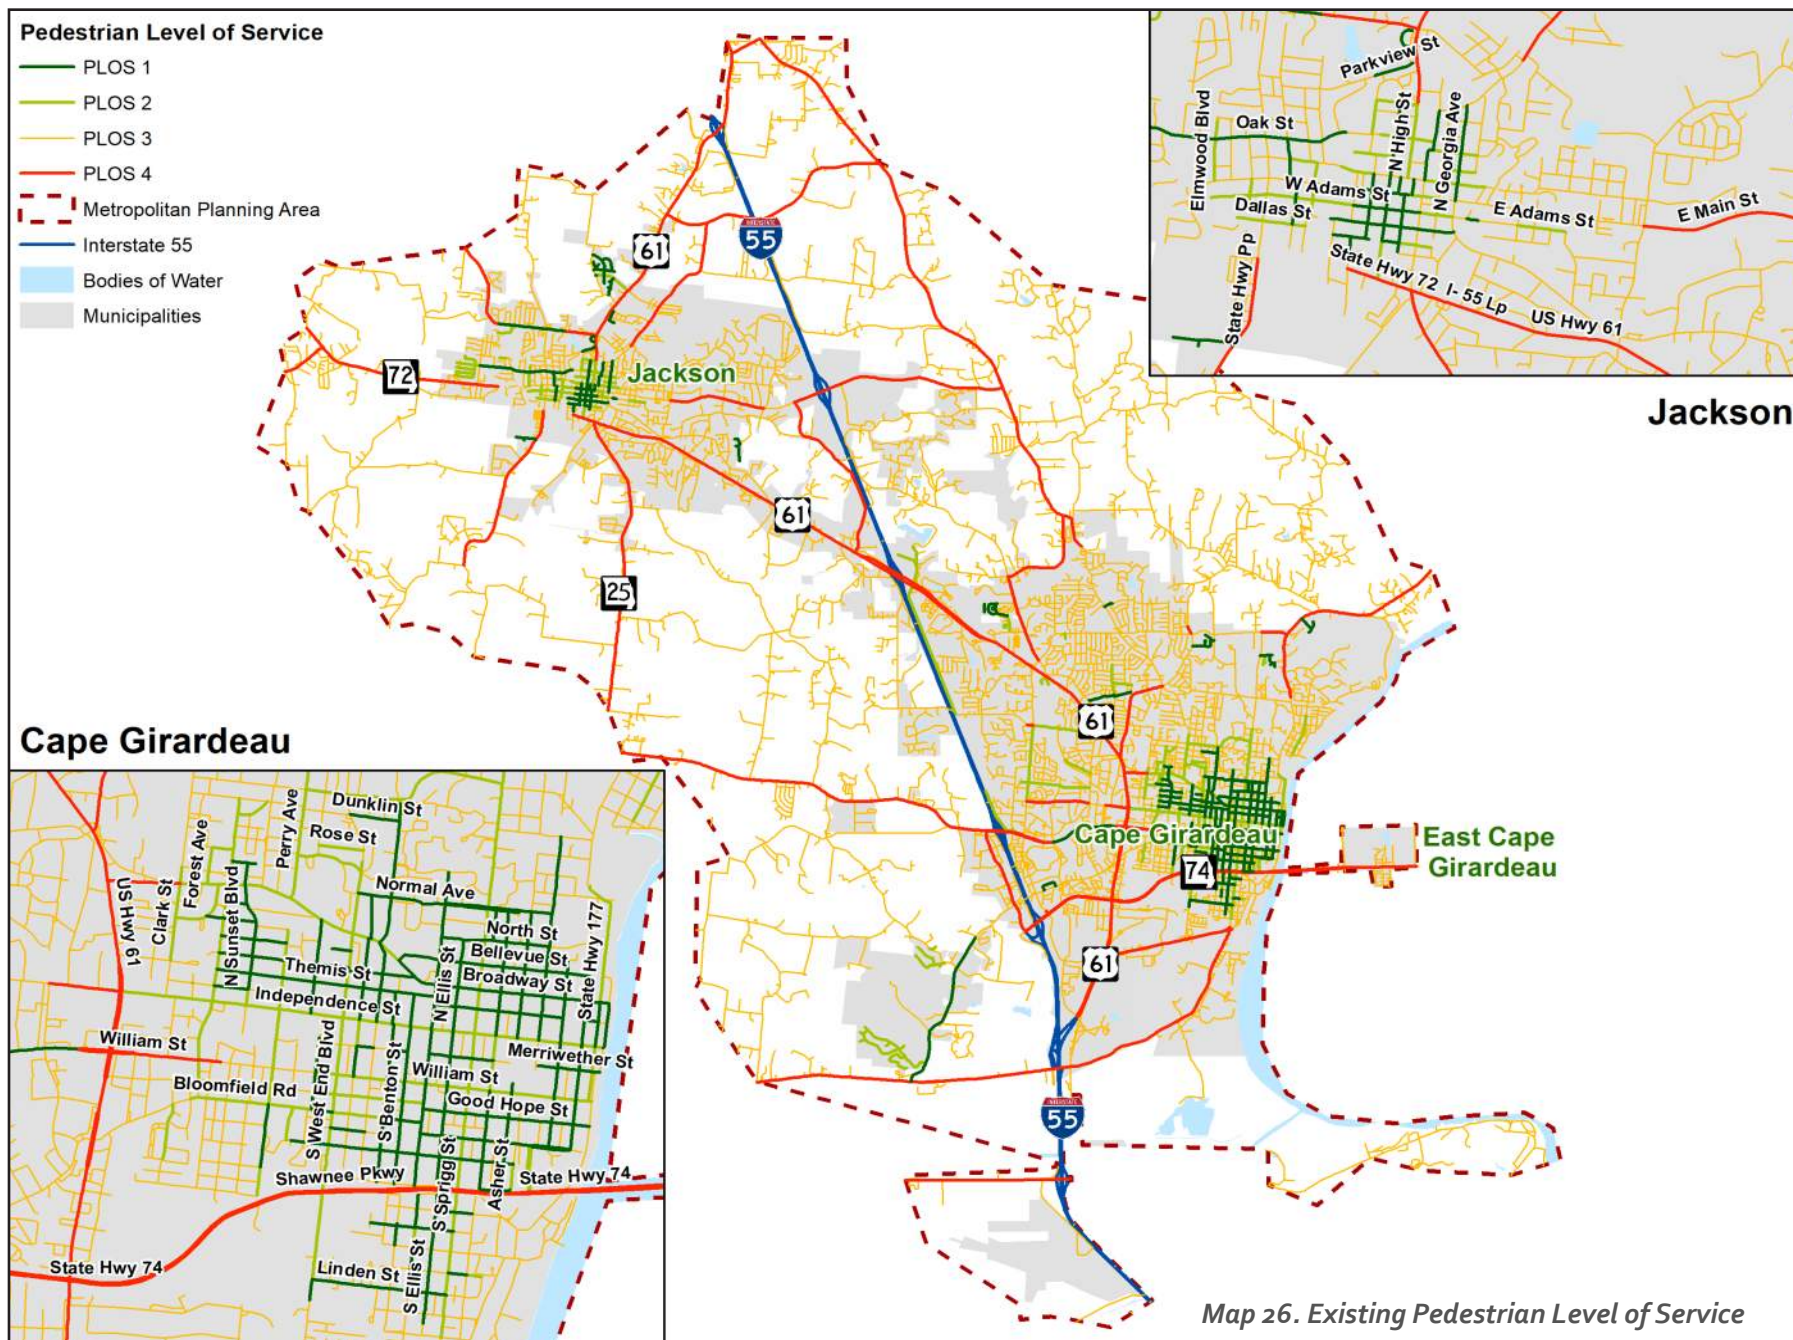 Pedestrian Level of Service
PLOS 1
PLOS 2
PLOS 3
PLOS 4
Metropolitan Planning Area
Interstate 55
Bodies of Water
Municipalities
Parkview St
Elmwood Blvd
Oak St
N High St
N Georgia Ave
W Adams St
Dallas St
E Adams St
E Main St
State Hwy Pp
State Hwy 72
I- 55 Lp
US Hwy 61
Jackson
61
INTERSTATE
55
72
Jackson
61
25
61
Cape Girardeau
East Cape
Girardeau
74
61
INTERSTATE
55
Cape Girardeau
Dunklin St
Perry Ave
Rose St
Forest Ave
US Hwy 61
Clark St
N Sunset Blvd
Normal Ave
North St
State Hwy 177
Bellevue St
N Ellis St
Themis St
Broadway St
Independence St
William St
Merriwether St
S West End Blvd
S Benton St
William St
Bloomfield Rd
Good Hope St
S Sprigg St
Asher St
Shawnee Pkwy
State Hwy 74
State Hwy 74
Linden St
S Ellis St
Map 26. Existing Pedestrian Level of Service